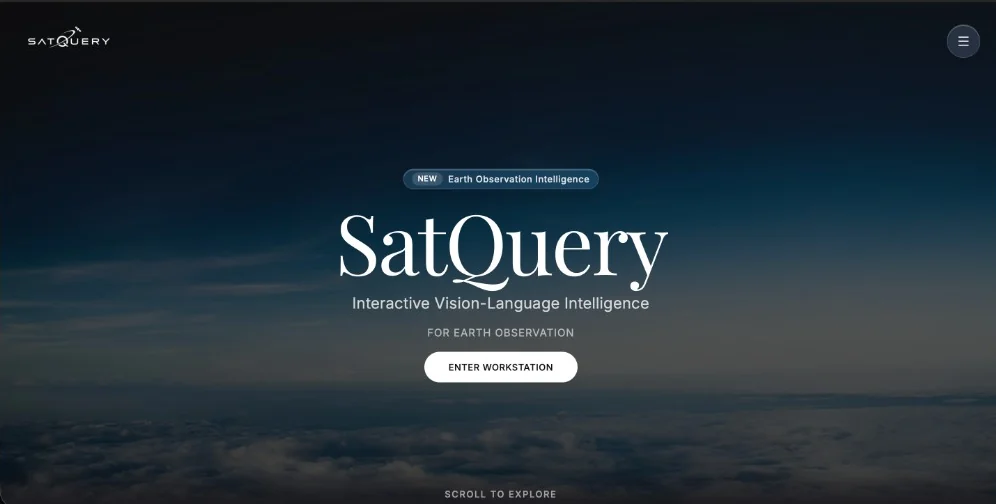 SATQUERY
NEW Earth Observation Intelligence
SatQuery
Interactive Vision-Language Intelligence
FOR EARTH OBSERVATION
ENTER WORKSTATION
SCROLL TO EXPLORE